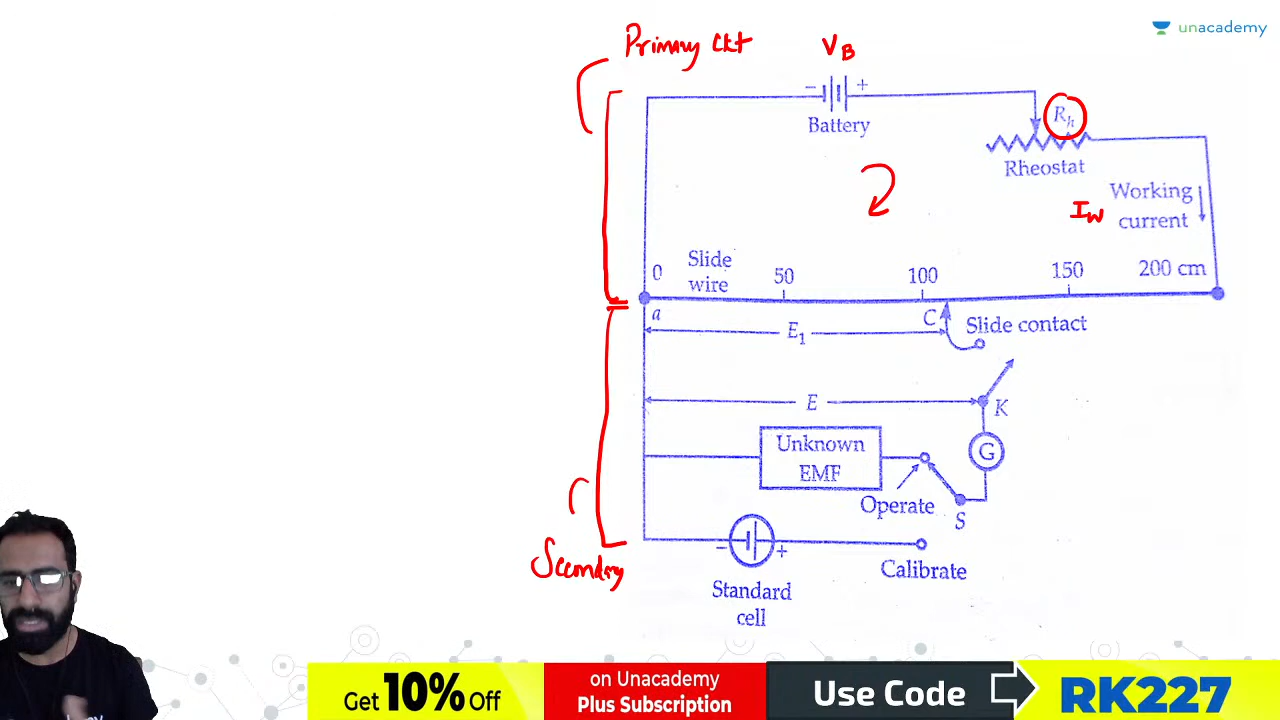 unacademy
Primary Ckt
VB
− +
Battery
Rh
Rheostat
Working
current
Iw
0 Slide wire 50 100 150 200 cm
a
E1
C
Slide contact
E
K
Unknown
EMF
G
Operate
S
− +
Calibrate
Secondary
Standard
cell
Get 10% Off
on Unacademy
Plus Subscription
Use Code
RK227